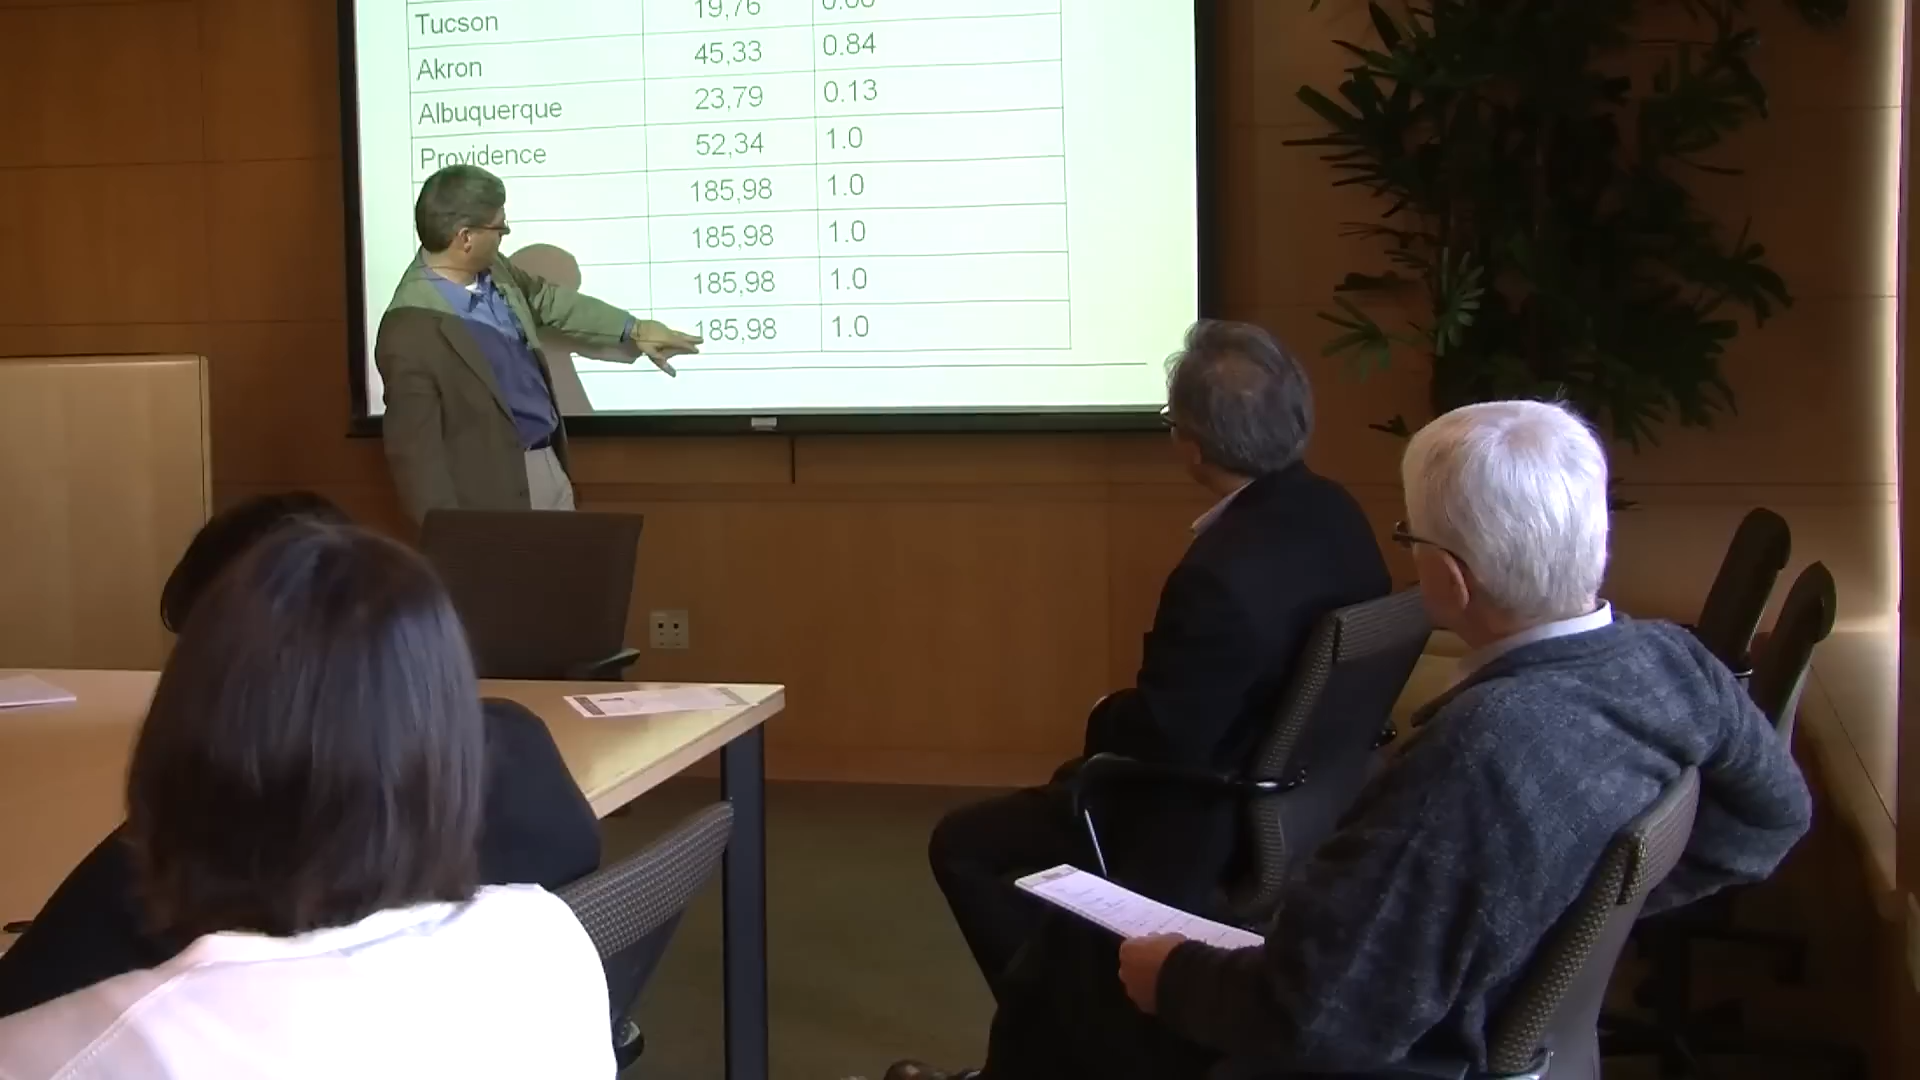 Tucson 19,76
Akron 45,33 0.84
Albuquerque 23,79 0.13
Providence 52,34 1.0
185,98 1.0
185,98 1.0
185,98 1.0
185,98 1.0